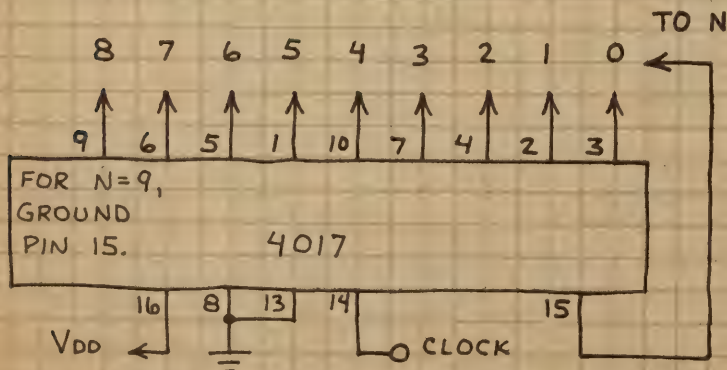 TO N
8 7 6 5 4 3 2 1 0
9 6 5 1 10 7 4 2 3
FOR N=9,
GROUND
PIN 15.
4017
16 8 13 14 15
VDD
CLOCK